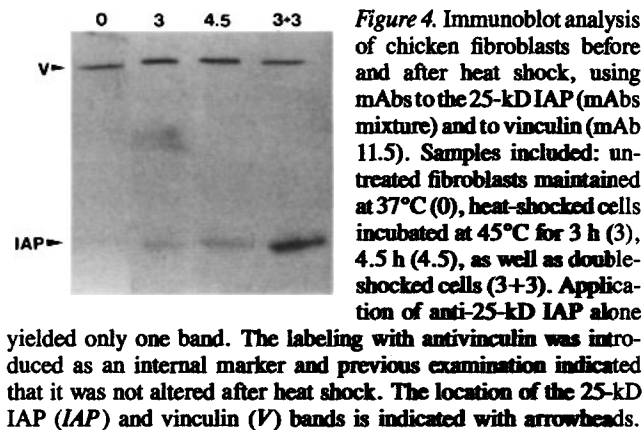 0 3 4.5 3+3
V
IAP
Figure 4. Immunoblot analysis
of chicken fibroblasts before
and after heat shock, using
mAbs to the 25-kD IAP (mAbs
mixture) and to vinculin (mAb
11.5). Samples included: un-
treated fibroblasts maintained
at 37°C (0), heat-shocked cells
incubated at 45°C for 3 h (3),
4.5 h (4.5), as well as double-
shocked cells (3+3). Applica-
tion of anti-25-kD IAP alone
yielded only one band. The labeling with antivinculin was intro-
duced as an internal marker and previous examination indicated
that it was not altered after heat shock. The location of the 25-kD
IAP (IAP) and vinculin (V) bands is indicated with arrowheads.